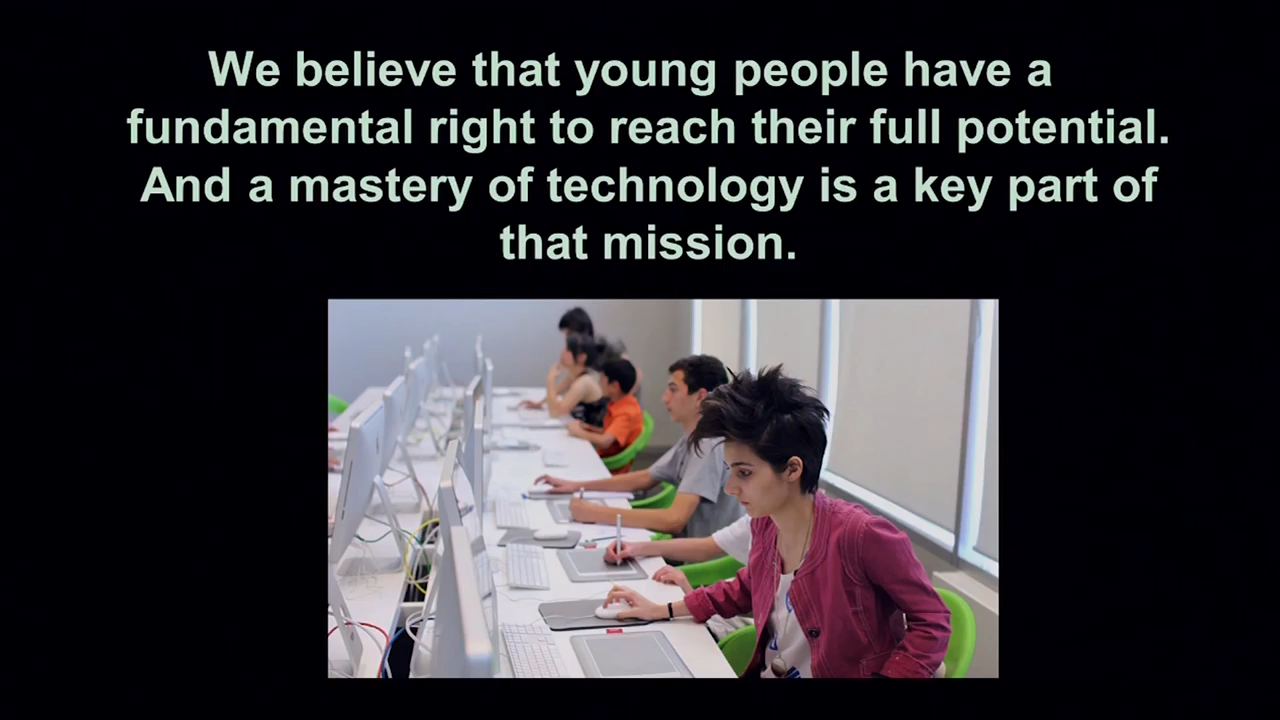 We believe that young people have a
fundamental right to reach their full potential.
And a mastery of technology is a key part of
that mission.